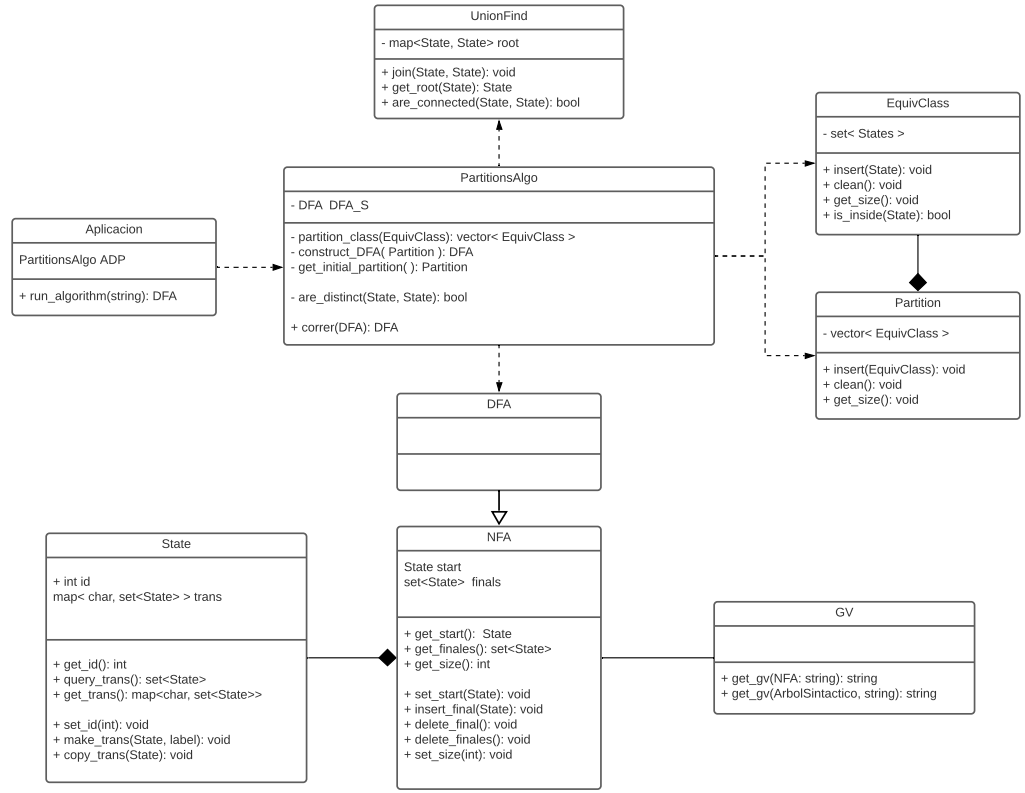 UnionFind
- map<State, State> root
+ join(State, State): void
+ get_root(State): State
+ are_connected(State, State): bool
EquivClass
- set< States >
+ insert(State): void
+ clean(): void
+ get_size(): void
+ is_inside(State): bool
PartitionsAlgo
- DFA  DFA_S
- partition_class(EquivClass): vector< EquivClass >
- construct_DFA( Partition ): DFA
- get_initial_partition( ): Partition
- are_distinct(State, State): bool
+ correr(DFA): DFA
Aplicacion
PartitionsAlgo ADP
+ run_algorithm(string): DFA
Partition
- vector< EquivClass >
+ insert(EquivClass): void
+ clean(): void
+ get_size(): void
DFA
State
+ int id
map< char, set<State> > trans
+ get_id(): int
+ query_trans(): set<State>
+ get_trans(): map<char, set<State>>
+ set_id(int): void
+ make_trans(State, label): void
+ copy_trans(State): void
NFA
State start
set<State>  finals
+ get_start():  State
+ get_finales(): set<State>
+ get_size(): int
+ set_start(State): void
+ insert_final(State): void
+ delete_final(): void
+ delete_finales(): void
+ set_size(int): void
GV
+ get_gv(NFA: string): string
+ get_gv(ArbolSintactico, string): string